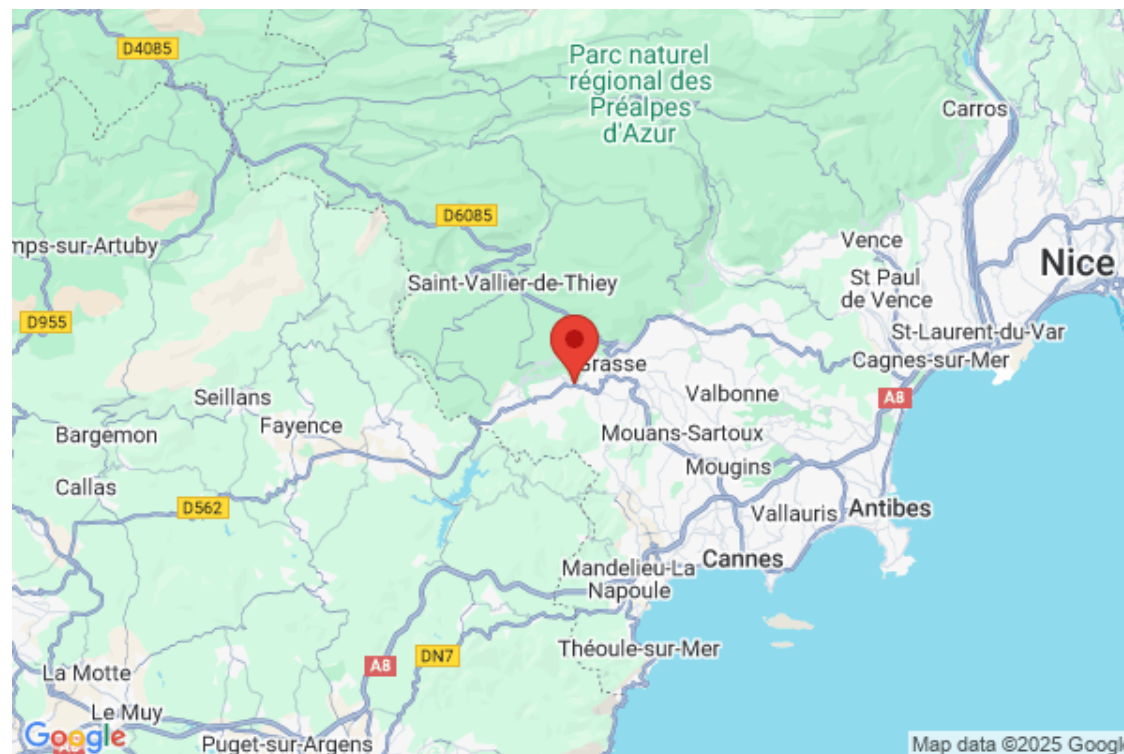 D4085
Parc naturel
régional des
Préalpes
d'Azur
Carros
D6085
mps-sur-Artuby
Vence
Nice
Saint-Vallier-de-Thiey
St Paul
de Vence
D955
St-Laurent-du-Var
Grasse
Cagnes-sur-Mer
Seillans
Valbonne
A8
Fayence
Bargemon
Mouans-Sartoux
Mougins
Callas
D562
Vallauris
Antibes
Cannes
Mandelieu-La
Napoule
Théoule-sur-Mer
DN7
A8
La Motte
Le Muy
Google
A8
Puget-sur-Argens
Map data ©2025 Google